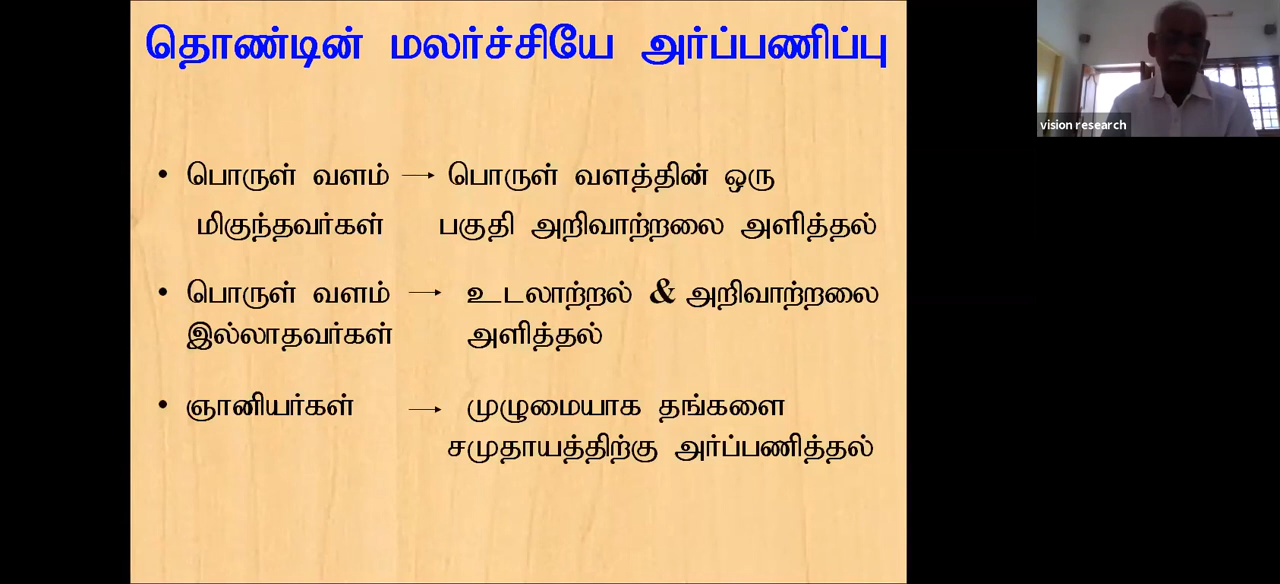 தொண்டின் மலர்ச்சியே அர்ப்பணிப்பு
vision research
• பொருள் வளம் → பொருள் வளத்தின் ஒரு
மிகுந்தவர்கள் பகுதி அறிவாற்றலை அளித்தல்
• பொருள் வளம் → உடலாற்றல் & அறிவாற்றலை
இல்லாதவர்கள் அளித்தல்
• ஞானியர்கள் → முழுமையாக தங்களை
சமுதாயத்திற்கு அர்ப்பணித்தல்